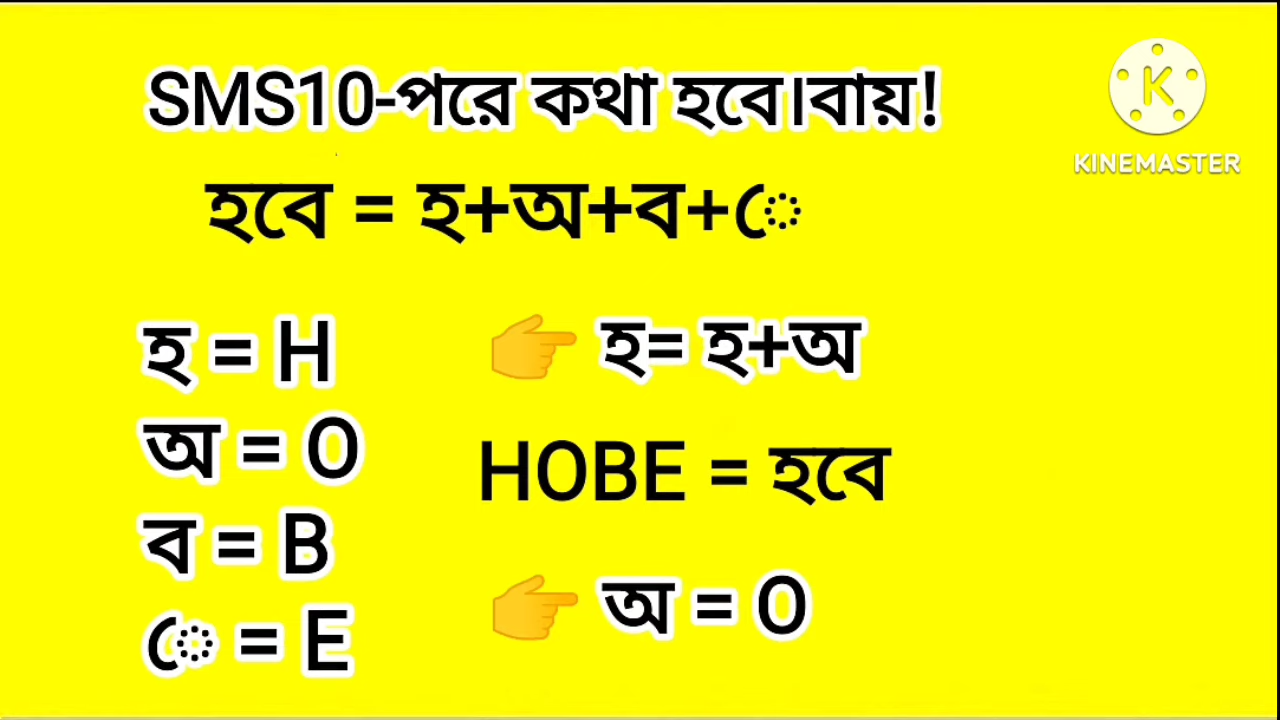 SMS10-পরে কথা হবে।বায়!
KINEMASTER
হবে = হ+অ+ব+ে
হ = H
অ = O
ব = B
ে = E
👉 হ= হ+অ
HOBE = হবে
👉 অ = O